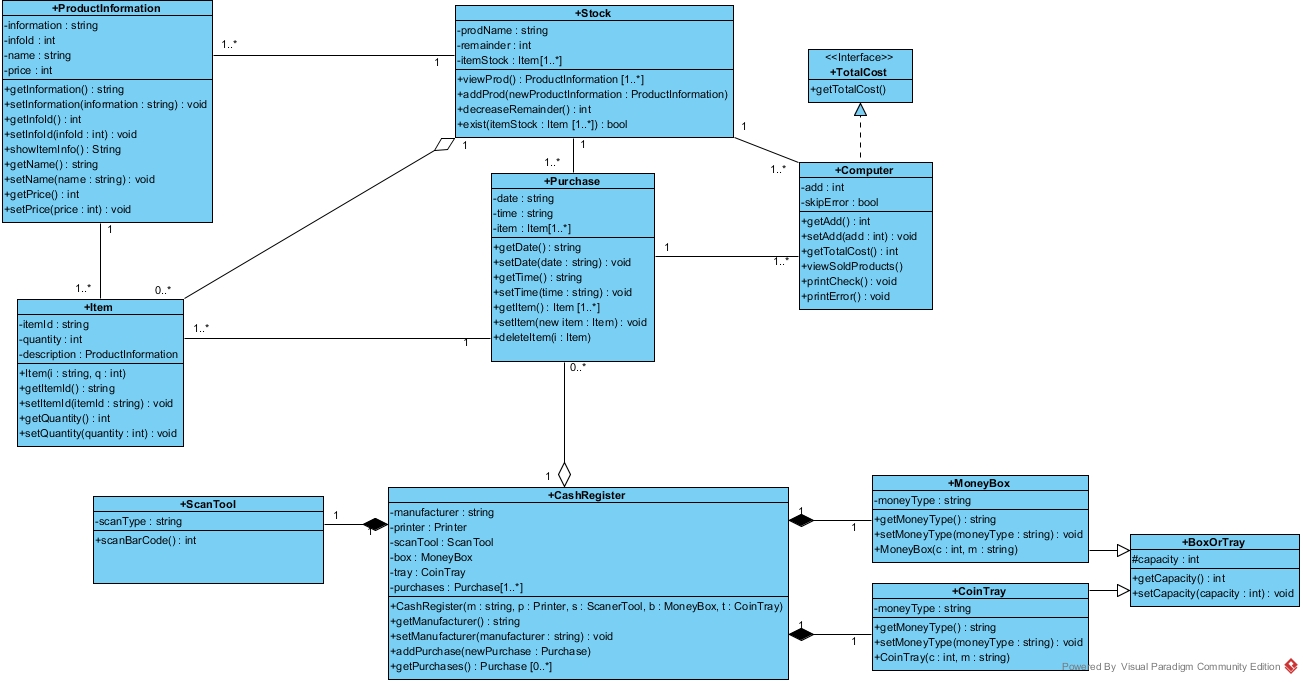 +ProductInformation
-information : string
-infoId : int
-name : string
-price : int
+getInformation() : string
+setInformation(information : string) : void
+getInfoId() : int
+setInfoId(infoId : int) : void
+showItemInfo() : String
+getName() : string
+setName(name : string) : void
+getPrice() : int
+setPrice(price : int) : void
1..*
1
+Stock
-prodName : string
-remainder : int
-itemStock : Item[1..*]
+viewProd() : ProductInformation [1..*]
+addProd(newProductInformation : ProductInformation)
+decreaseRemainder() : int
+exist(itemStock : Item [1..*]) : bool
<<Interface>>
+TotalCost
+getTotalCost()
1
1..*
1
1..*
1
0..*
1
1..*
+Computer
-add : int
-skipError : bool
+getAdd() : int
+setAdd(add : int) : void
+getTotalCost() : int
+viewSoldProducts()
+printCheck() : void
+printError() : void
+Purchase
-date : string
-time : string
-item : Item[1..*]
+getDate() : string
+setDate(date : string) : void
+getTime() : string
+setTime(time : string) : void
+getItem() : Item [1..*]
+setItem(new item : Item) : void
+deleteItem(i : Item)
1
1..*
+Item
-itemId : string
-quantity : int
-description : ProductInformation
+Item(i : string, q : int)
+getItemId() : string
+setItemId(itemId : string) : void
+getQuantity() : int
+setQuantity(quantity : int) : void
1..*
1
0..*
1
+ScanTool
-scanType : string
+scanBarCode() : int
1
1
+CashRegister
-manufacturer : string
-printer : Printer
-scanTool : ScanTool
-box : MoneyBox
-tray : CoinTray
-purchases : Purchase[1..*]
+CashRegister(m : string, p : Printer, s : ScanerTool, b : MoneyBox, t : CoinTray)
+getManufacturer() : string
+setManufacturer(manufacturer : string) : void
+addPurchase(newPurchase : Purchase)
+getPurchases() : Purchase [0..*]
1
1
+MoneyBox
-moneyType : string
+getMoneyType() : string
+setMoneyType(moneyType : string) : void
+MoneyBox(c : int, m : string)
1
1
+CoinTray
-moneyType : string
+getMoneyType() : string
+setMoneyType(moneyType : string) : void
+CoinTray(c : int, m : string)
+BoxOrTray
#capacity : int
+getCapacity() : int
+setCapacity(capacity : int) : void
Powered By Visual Paradigm Community Edition